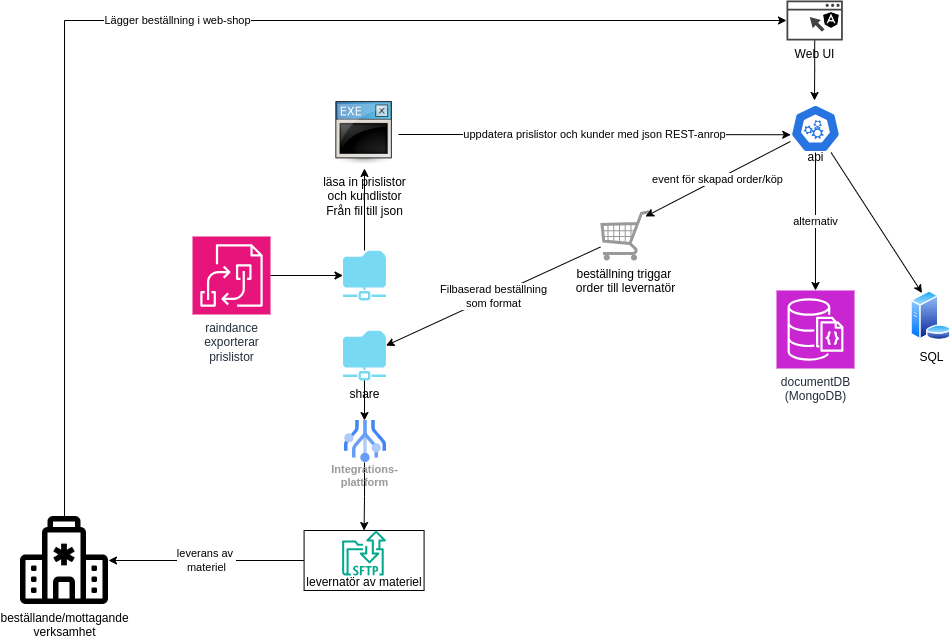 Lägger beställning i web-shop
Web UI
EXE
uppdatera prislistor och kunder med json REST-anrop
api
läsa in prislistor
och kundlistor
Från fil till json
event för skapad order/köp
alternativ
beställning triggar
order till levernatör
Filbaserad beställning
som format
raindance
exporterar
prislistor
SQL
documentDB
(MongoDB)
share
Integrations-
plattform
leverans av
materiel
SFTP
levernatör av materiel
beställande/mottagande
verksamhet